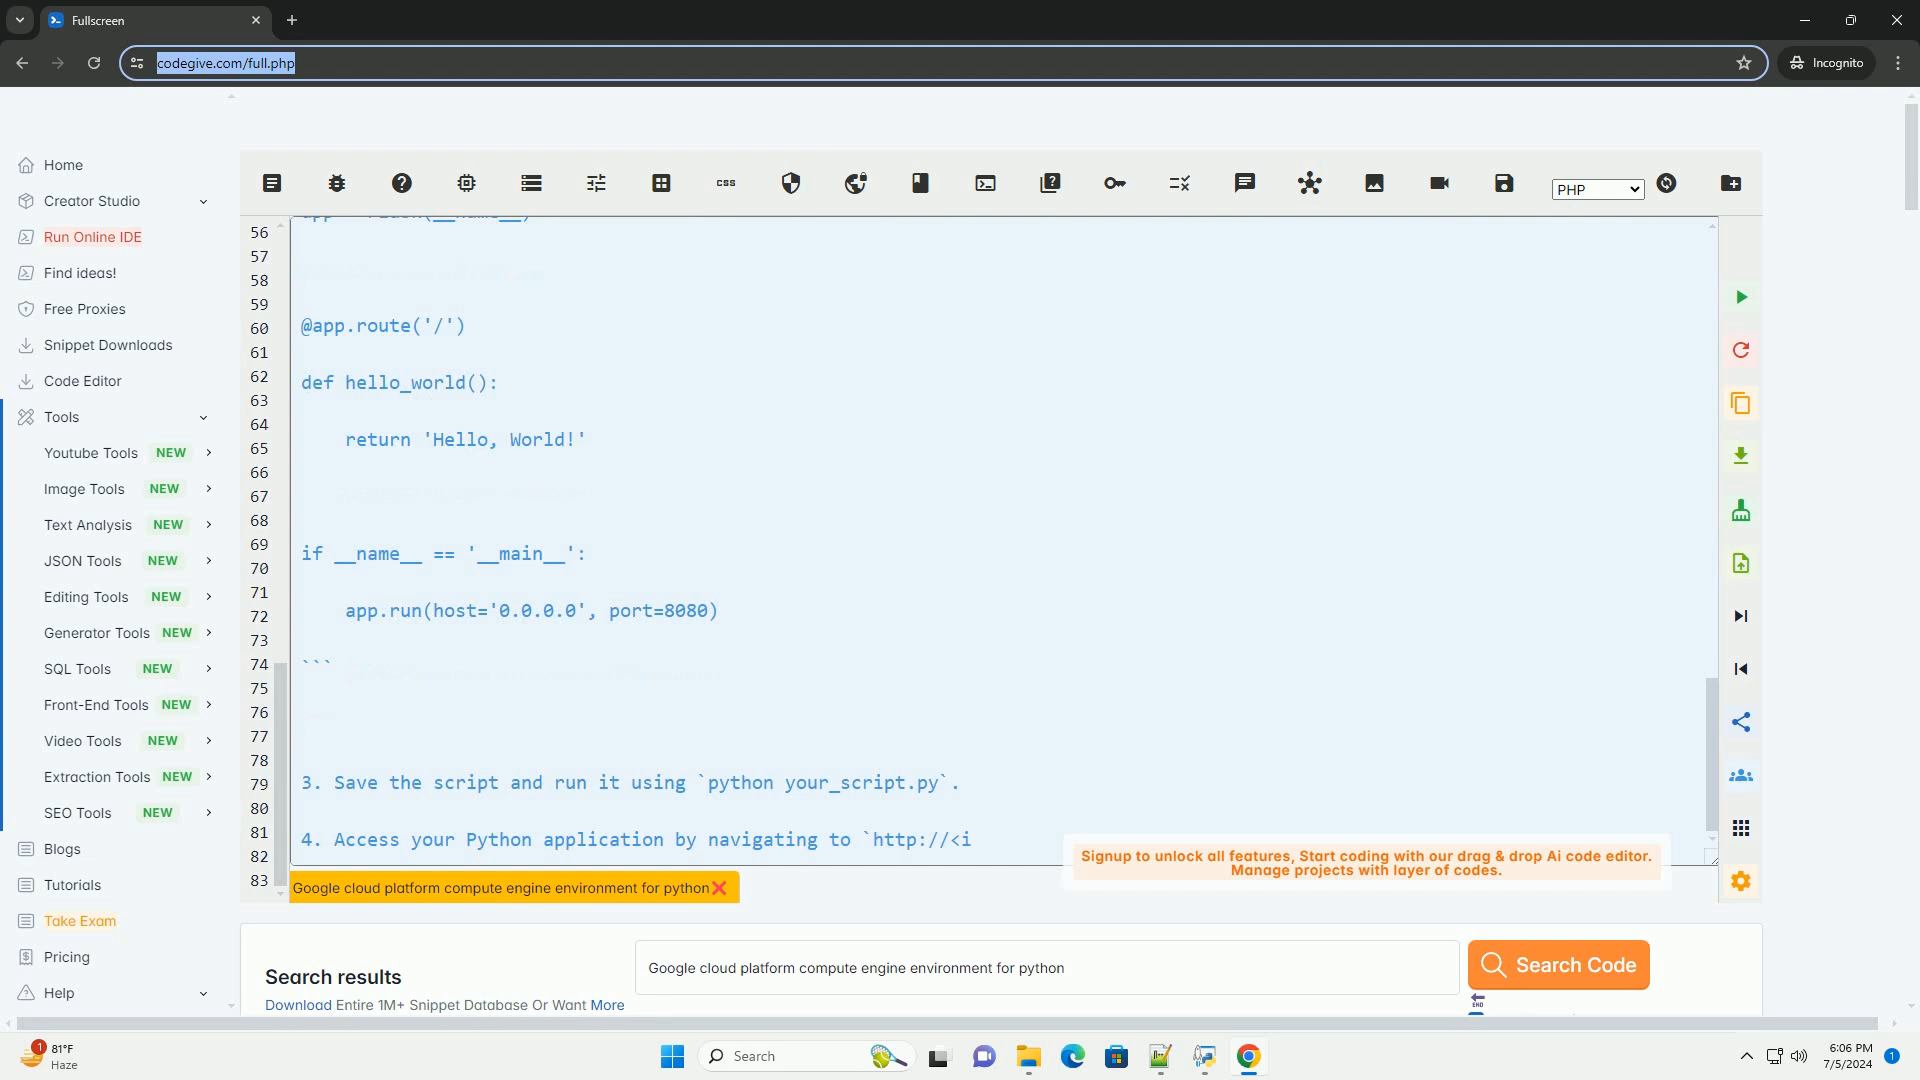 Fullscreen
codegive.com/full.php
Incognito
Home
Creator Studio
Run Online IDE
Find ideas!
Free Proxies
Snippet Downloads
Code Editor
Tools
Youtube Tools NEW
Image Tools NEW
Text Analysis NEW
JSON Tools NEW
Editing Tools NEW
Generator Tools NEW
SQL Tools NEW
Front-End Tools NEW
Video Tools NEW
Extraction Tools NEW
SEO Tools NEW
Blogs
Tutorials
Take Exam
Pricing
Help
css
PHP
56
57
58
59
60
61
62
63
64
65
66
67
68
69
70
71
72
73
74
75
76
77
78
79
80
81
82
83
@app.route('/')
def hello_world():
return 'Hello, World!'
if __name__ == '__main__':
app.run(host='0.0.0.0', port=8080)
```
3. Save the script and run it using `python your_script.py`.
4. Access your Python application by navigating to `http://<i
Signup to unlock all features, Start coding with our drag & drop Ai code editor.
Manage projects with layer of codes.
Google cloud platform compute engine environment for python
Search results
Download Entire 1M+ Snippet Database Or Want More
Google cloud platform compute engine environment for python
Search Code
END
1
81°F
Haze
Search
6:06 PM
7/5/2024
1